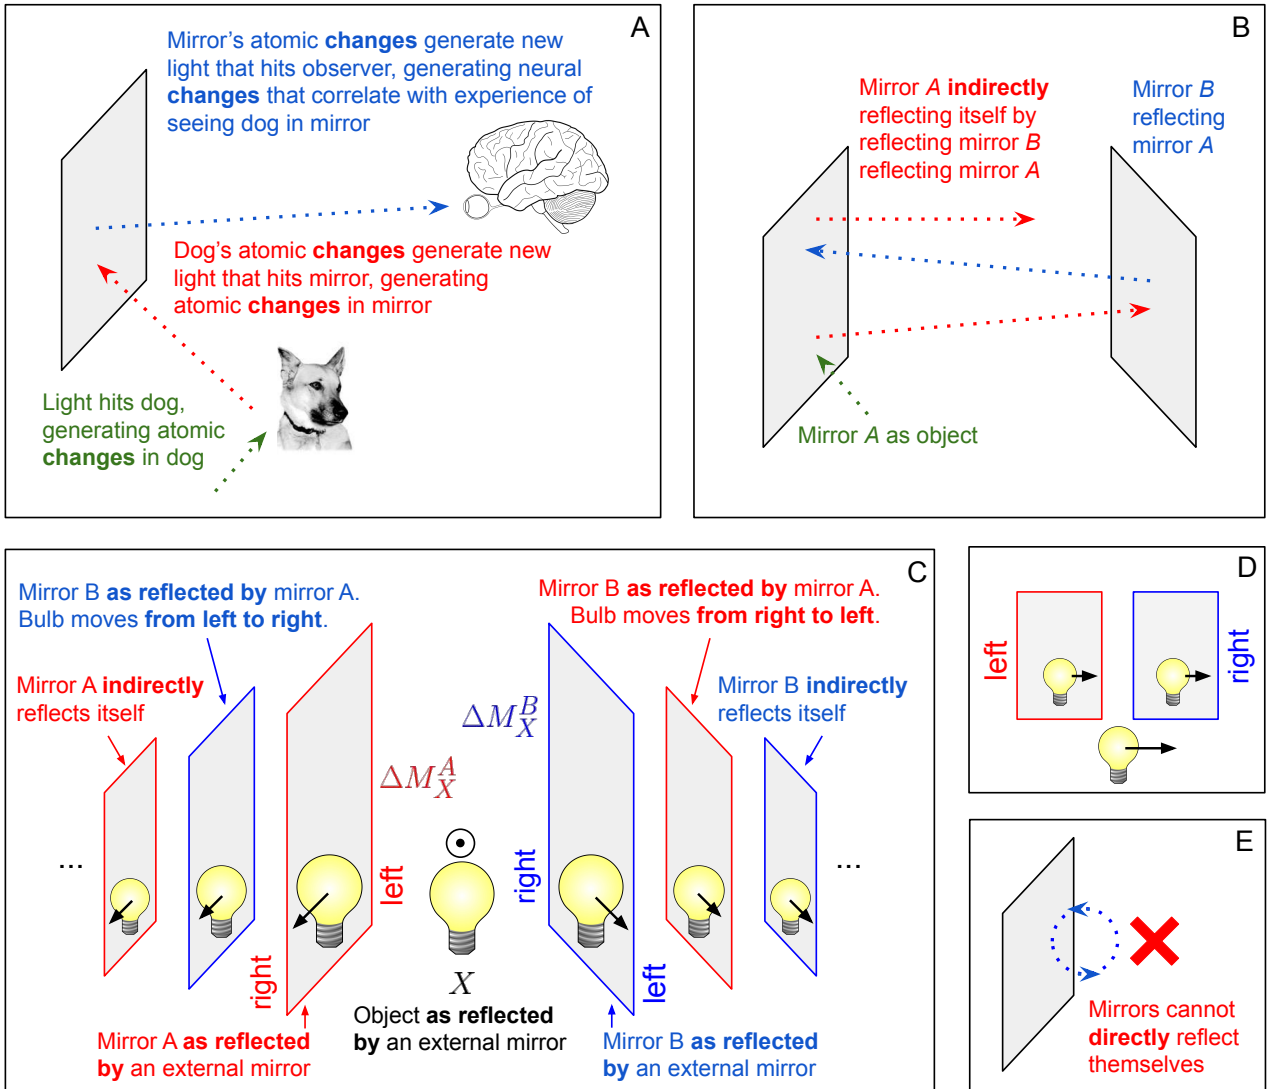 A
Mirror's atomic changes generate new
light that hits observer, generating neural
changes that correlate with experience of
seeing dog in mirror
Dog's atomic changes generate new
light that hits mirror, generating
atomic changes in mirror
Light hits dog,
generating atomic
changes in dog
B
Mirror A indirectly
reflecting itself by
reflecting mirror B
reflecting mirror A
Mirror B
reflecting
mirror A
Mirror A as object
C
Mirror B as reflected by mirror A.
Bulb moves from left to right.
Mirror B as reflected by mirror A.
Bulb moves from right to left.
Mirror A indirectly
reflects itself
Mirror B indirectly
reflects itself
ΔM_X^B
ΔM_X^A
...
...
left
right
right
left
X
Object as reflected
by an external mirror
Mirror A as reflected
by an external mirror
Mirror B as reflected
by an external mirror
D
left
right
E
Mirrors cannot
directly reflect
themselves